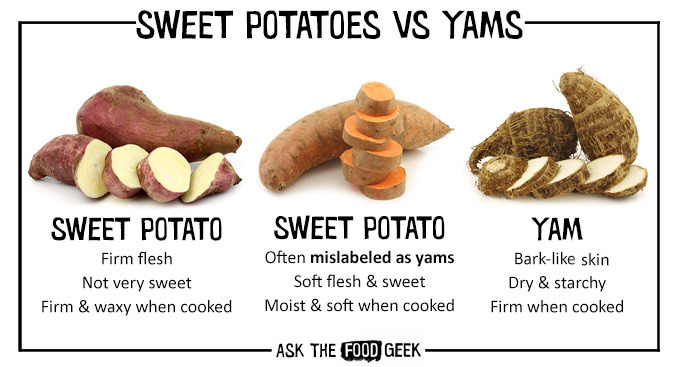 SWEET POTATOES VS YAMS
SWEET POTATO
Firm flesh
Not very sweet
Firm & waxy when cooked
SWEET POTATO
Often mislabeled as yams
Soft flesh & sweet
Moist & soft when cooked
YAM
Bark-like skin
Dry & starchy
Firm when cooked
ASK THE FOOD GEEK